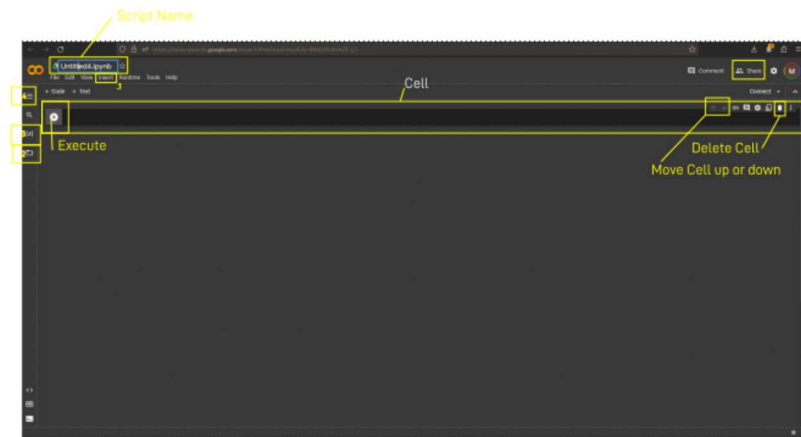 Script Name
Untitled4.ipynb
File Edit View Insert Runtime Tools Help
.1
Comment Share M
+ Code + Text
Connect
Cell
Execute
Delete Cell
Move Cell up or down